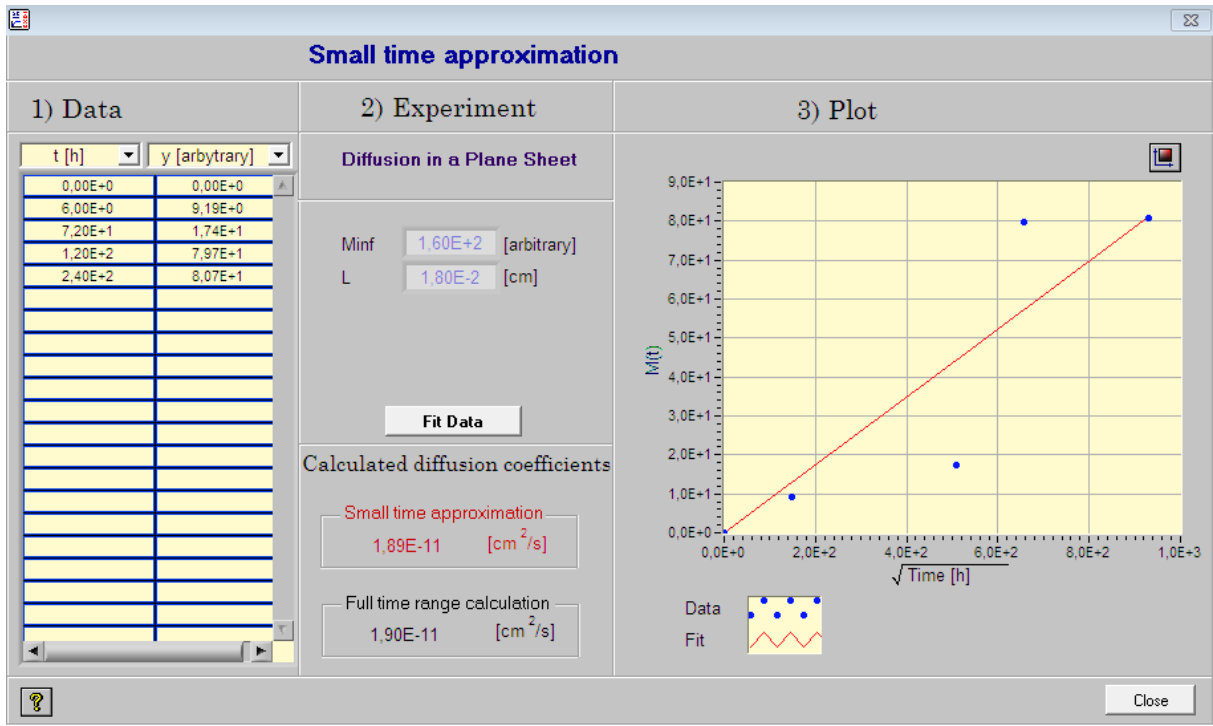 Small time approximation
1) Data
2) Experiment
3) Plot
t [h]
y [arbytrary]
0,00E+0 0,00E+0
6,00E+0 9,19E+0
7,20E+1 1,74E+1
1,20E+2 7,97E+1
2,40E+2 8,07E+1
Diffusion in a Plane Sheet
Minf 1,60E+2 [arbitrary]
L 1,80E-2 [cm]
Fit Data
Calculated diffusion coefficients
Small time approximation
1,89E-11 [cm²/s]
Full time range calculation
1,90E-11 [cm²/s]
9,0E+1
8,0E+1
7,0E+1
6,0E+1
5,0E+1
4,0E+1
3,0E+1
2,0E+1
1,0E+1
0,0E+0
M(t)
0,0E+0 2,0E+2 4,0E+2 6,0E+2 8,0E+2 1,0E+3
√Time [h]
Data
Fit
?
Close